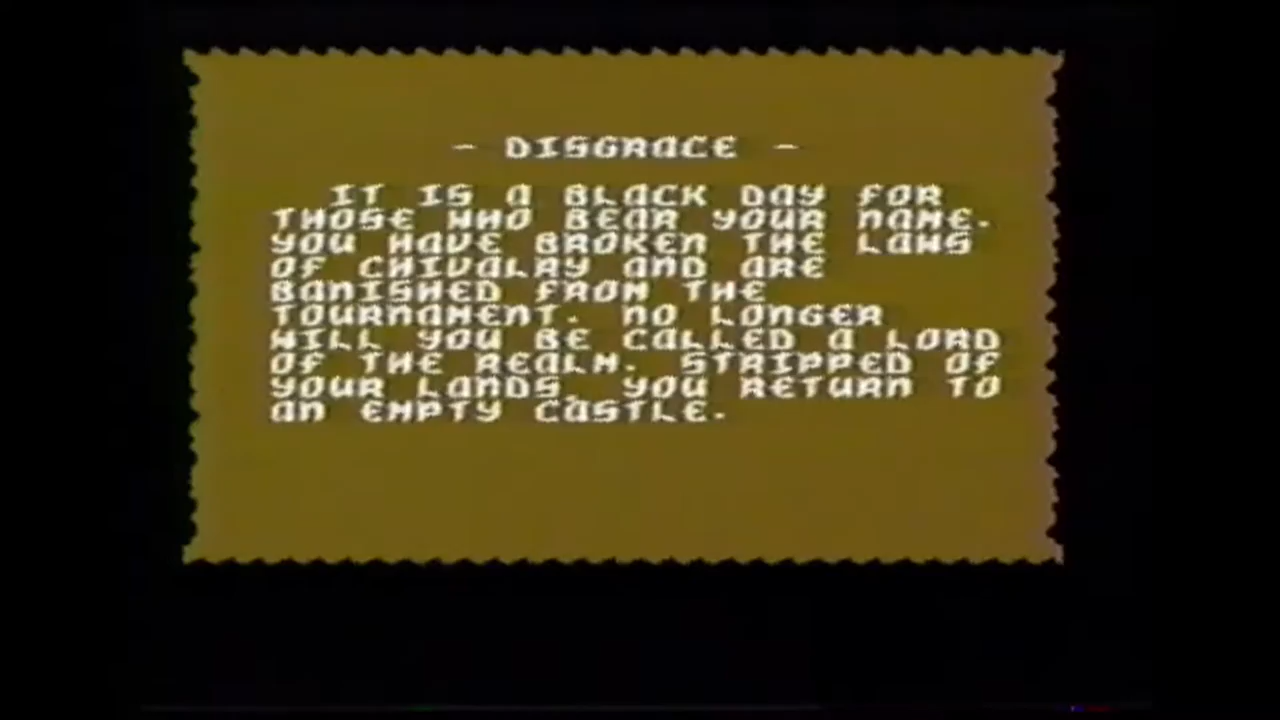 - DISGRACE -
IT IS A BLACK DAY FOR
THOSE WHO BEAR YOUR NAME.
YOU HAVE BROKEN THE LAWS
OF CHIVALRY AND ARE
BANISHED FROM THE
TOURNAMENT. NO LONGER
WILL YOU BE CALLED A LORD
OF THE REALM. STRIPPED OF
YOUR LANDS, YOU RETURN TO
AN EMPTY CASTLE.